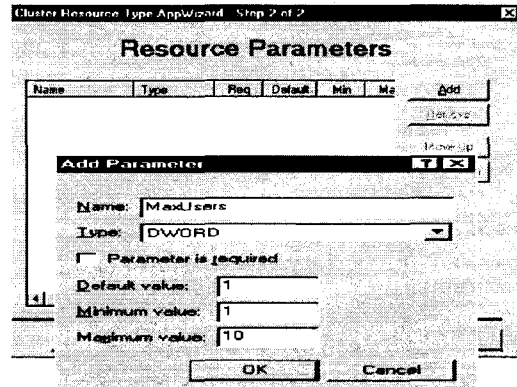 Cluster Resource Type AppWizard - Step 2 of 2
Resource Parameters
Name Type Req Default Min Ma
Add
Remove
Move Up
Add Parameter
Name: MaxUsers
Type: DWORD
Parameter is required
Default value: 1
Minimum value: 1
Maximum value: 10
OK Cancel